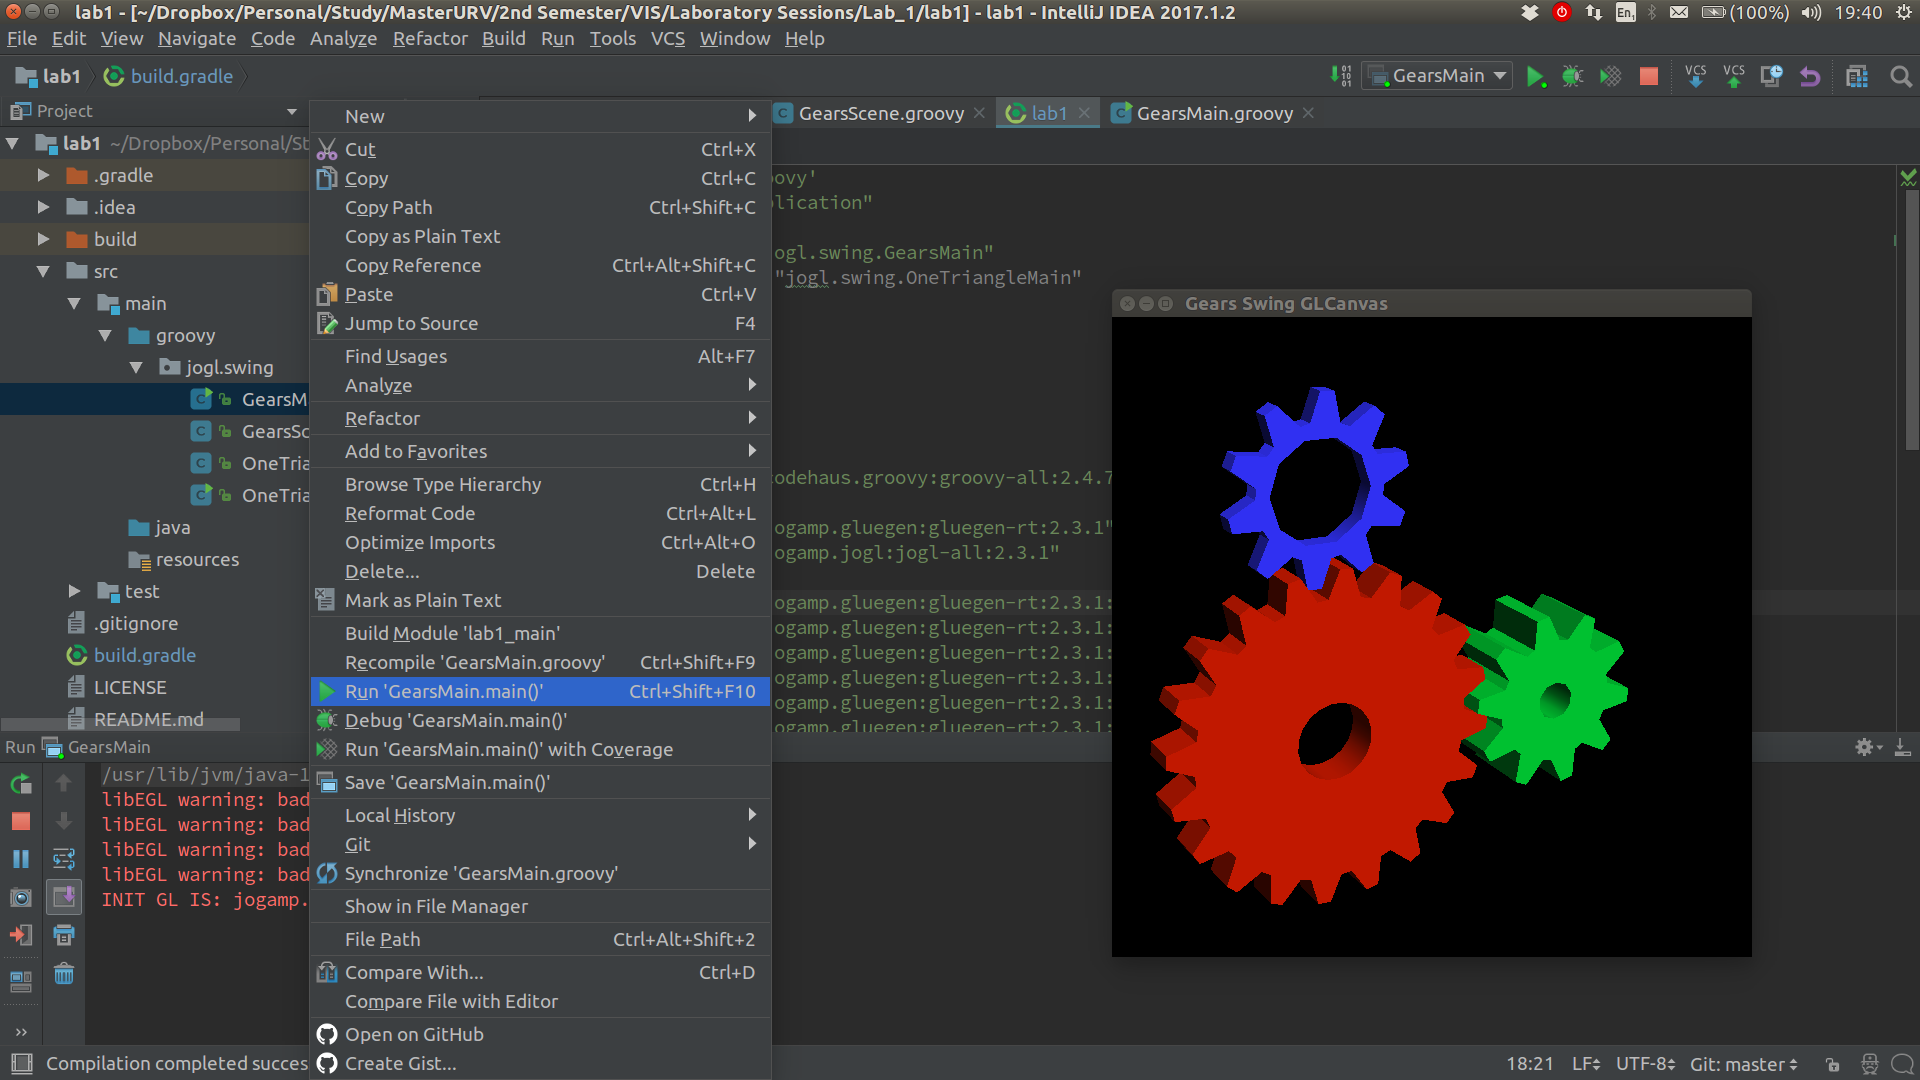 lab1 - [~/Dropbox/Personal/Study/MasterURV/2nd Semester/VIS/Laboratory Sessions/Lab_1/lab1] - lab1 - IntelliJ IDEA 2017.1.2
En1 (100%) 19:40
File Edit View Navigate Code Analyze Refactor Build Run Tools VCS Window Help
lab1 build.gradle
GearsMain VCS VCS
Project
GearsScene.groovy lab1 GearsMain.groovy
lab1 ~/Dropbox/Personal/St
.gradle
.idea
build
src
main
groovy
jogl.swing
GearsM
GearsSc
OneTria
OneTria
java
resources
test
.gitignore
build.gradle
LICENSE
README.md
New
Cut Ctrl+X
Copy Ctrl+C
Copy Path Ctrl+Shift+C
Copy as Plain Text
Copy Reference Ctrl+Alt+Shift+C
Paste Ctrl+V
Jump to Source F4
Find Usages Alt+F7
Analyze
Refactor
Add to Favorites
Browse Type Hierarchy Ctrl+H
Reformat Code Ctrl+Alt+L
Optimize Imports Ctrl+Alt+O
Delete... Delete
Mark as Plain Text
Build Module 'lab1_main'
Recompile 'GearsMain.groovy' Ctrl+Shift+F9
Run 'GearsMain.main()' Ctrl+Shift+F10
Debug 'GearsMain.main()'
Run 'GearsMain.main()' with Coverage
Save 'GearsMain.main()'
Local History
Git
Synchronize 'GearsMain.groovy'
Show in File Manager
File Path Ctrl+Alt+Shift+2
Compare With... Ctrl+D
Compare File with Editor
Open on GitHub
Create Gist...
oovy'
lication"
ogl.swing.GearsMain"
"jogl.swing.OneTriangleMain"
codehaus.groovy:groovy-all:2.4.7
ogamp.gluegen:gluegen-rt:2.3.1"
ogamp.jogl:jogl-all:2.3.1"
ogamp.gluegen:gluegen-rt:2.3.1:
ogamp.gluegen:gluegen-rt:2.3.1:
ogamp.gluegen:gluegen-rt:2.3.1:
ogamp.gluegen:gluegen-rt:2.3.1:
ogamp.gluegen:gluegen-rt:2.3.1:
ogamp.gluegen:gluegen-rt:2.3.1:
Gears Swing GLCanvas
Run GearsMain
/usr/lib/jvm/java-1
libEGL warning: bad
libEGL warning: bad
libEGL warning: bad
libEGL warning: bad
INIT GL IS: jogamp.
Compilation completed succes
18:21 LF UTF-8 Git: master